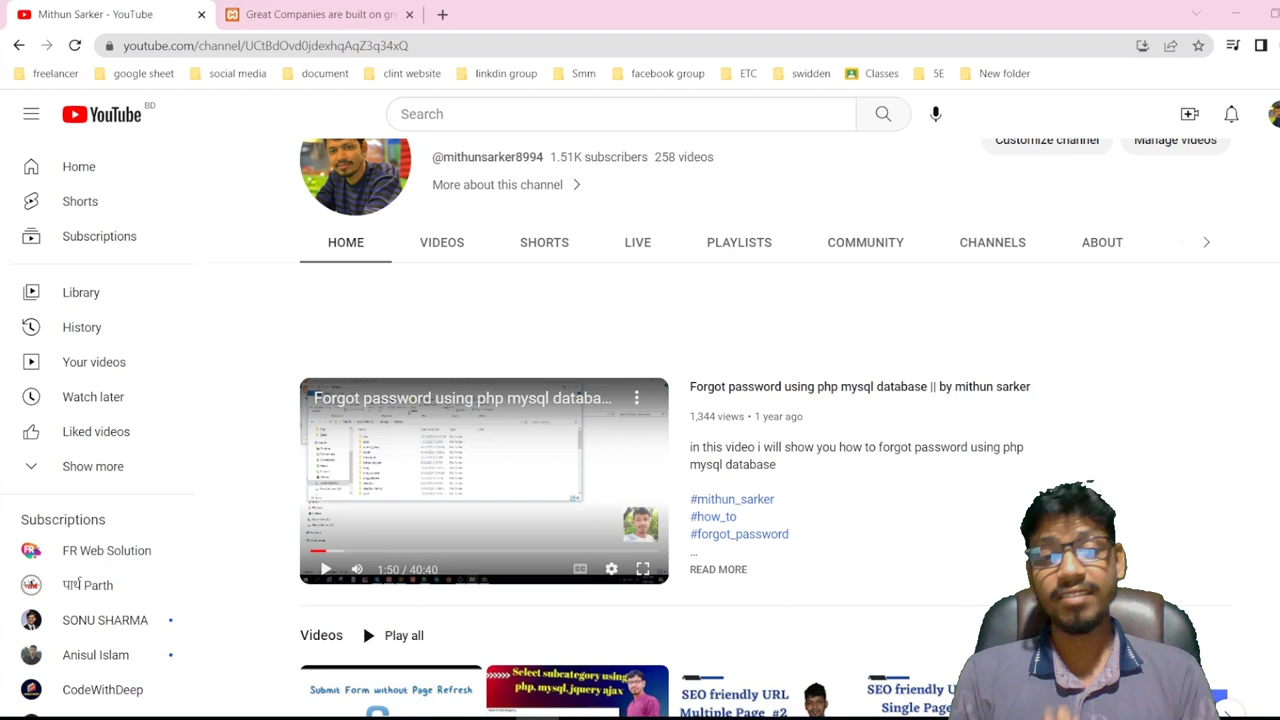 Mithun Sarker - YouTube
Great Companies are built on gr
youtube.com/channel/UCtBdOvd0jdexhqAqZ3q34xQ
freelancer
google sheet
social media
document
clint website
linkdin group
Smm
facebook group
ETC
swidden
Classes
5E
New folder
YouTube BD
Search
@mithunsarker8994 1.51K subscribers 258 videos
Customize channel
Manage videos
More about this channel
Home
Shorts
Subscriptions
Library
History
Your videos
Watch later
Liked videos
Show more
Subscriptions
FR Web Solution
पार्थ Parth
SONU SHARMA
Anisul Islam
CodeWithDeep
HOME
VIDEOS
SHORTS
LIVE
PLAYLISTS
COMMUNITY
CHANNELS
ABOUT
Forgot password using php mysql databa...
1:50 / 40:40
Forgot password using php mysql database || by mithun sarker
1,344 views • 1 year ago
in this video i will show you how to forgot password using php
mysql database
#mithun_sarker
#how_to
#forgot_password
...
READ MORE
Videos
Play all
Submit Form without Page Refresh
Select subcategory using
php, mysql, jquery ajax
SEO friendly URL
Multiple Page #2
SEO friendly U
Single Page